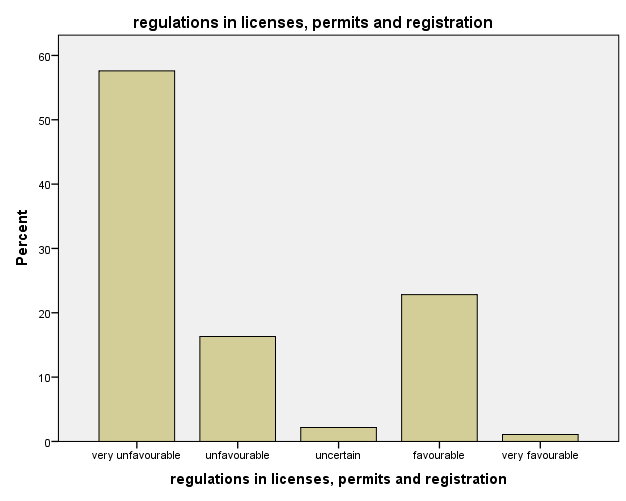 regulations in licenses, permits and registration
Percent
60
50
40
30
20
10
0
very unfavourable unfavourable uncertain favourable very favourable
regulations in licenses, permits and registration